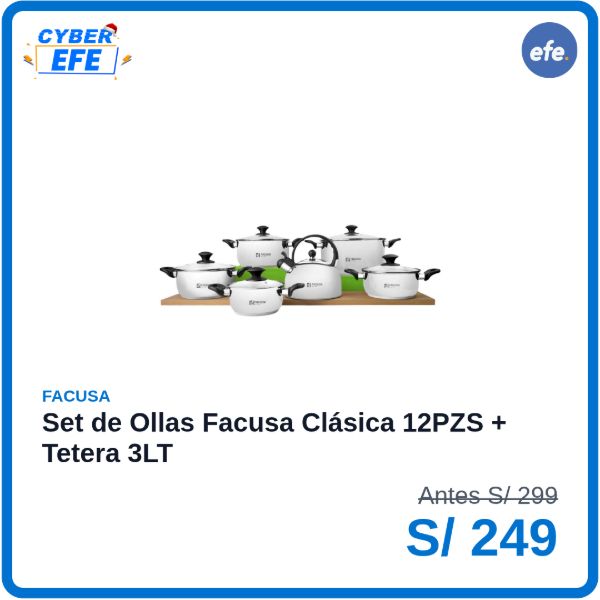 CYBER
EFE
efe.
FACUSA
Set de Ollas Facusa Clásica 12PZS +
Tetera 3LT
Antes S/ 299
S/ 249